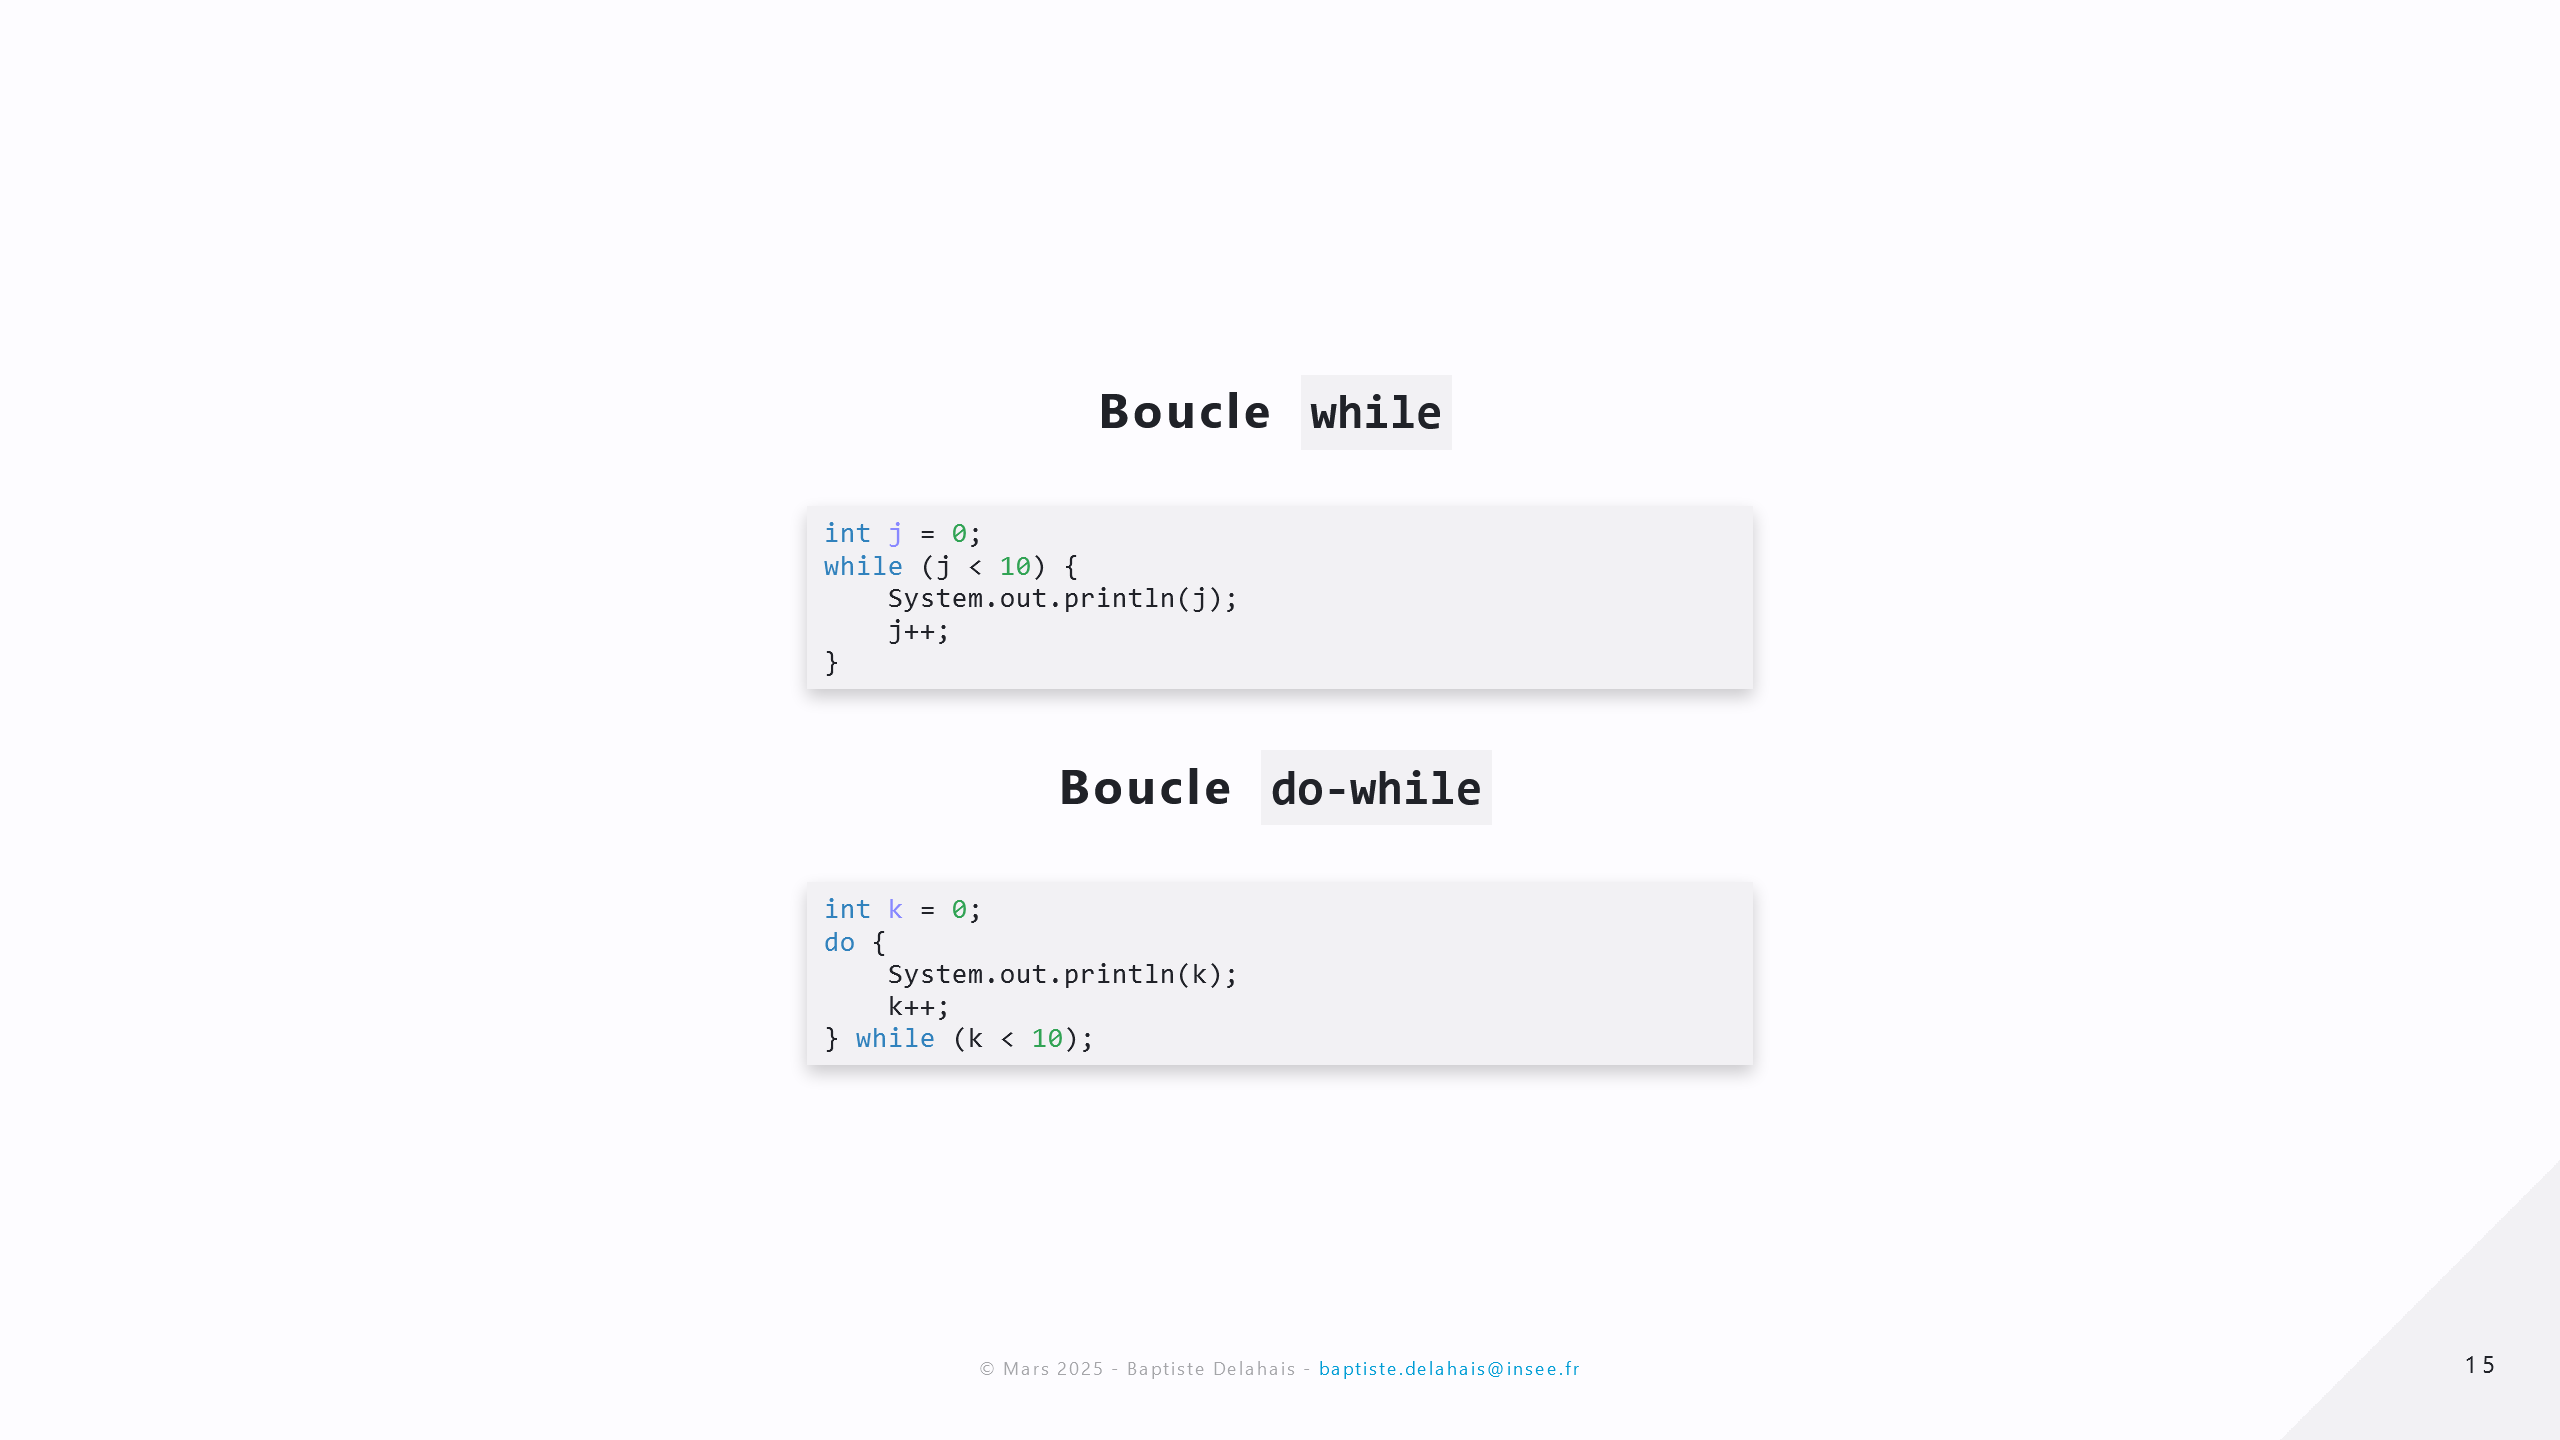 Boucle while
int j = 0;
while (j < 10) {
    System.out.println(j);
    j++;
}
Boucle do-while
int k = 0;
do {
    System.out.println(k);
    k++;
} while (k < 10);
© Mars 2025 - Baptiste Delahais - baptiste.delahais@insee.fr
15